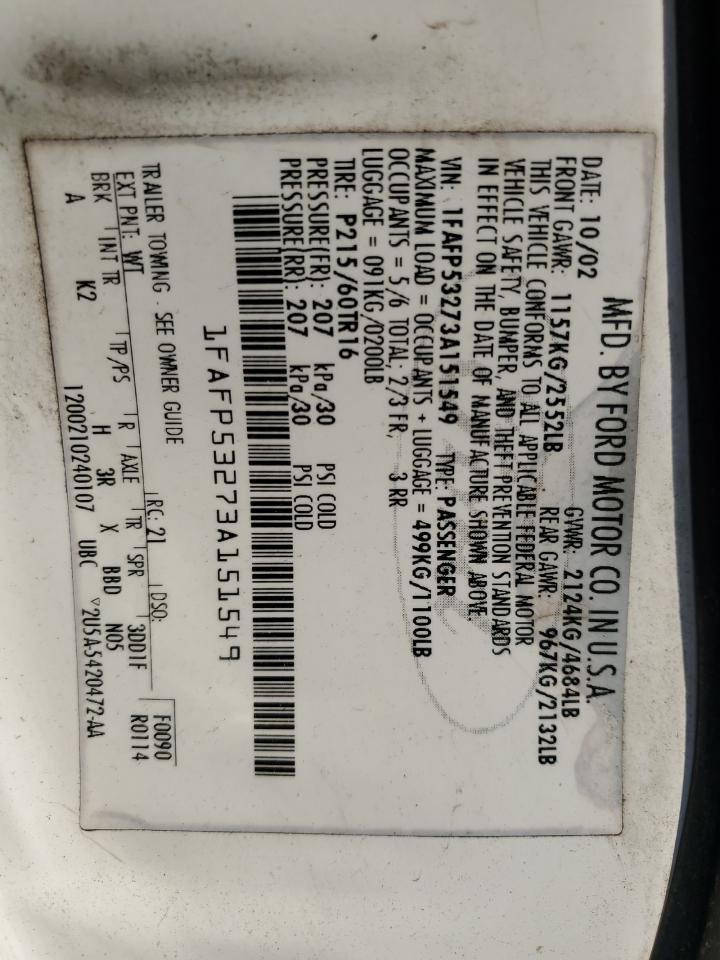 MFD. BY FORD MOTOR CO. IN U.S.A.
DATE: 10/02 GVWR: 2124KG/4684LB
FRONT GAWR: 1157KG/2552LB REAR GAWR: 967KG/2132LB
THIS VEHICLE CONFORMS TO ALL APPLICABLE FEDERAL MOTOR
VEHICLE SAFETY, BUMPER, AND THEFT PREVENTION STANDARDS
IN EFFECT ON THE DATE OF MANUFACTURE SHOWN ABOVE.
VIN: 1FAFP53273A151549 TYPE: PASSENGER
MAXIMUM LOAD = OCCUPANTS + LUGGAGE = 499KG/1100LB
OCCUPANTS = 5/6 TOTAL; 2/3 FR, 3 RR
LUGGAGE = 091KG/0200LB
TIRE: P215/60TR16
PRESSURE(FR): 207 kPa/30 PSI COLD
PRESSURE(RR): 207 kPa/30 PSI COLD
1FAFP53273A151549
TRAILER TOWING - SEE OWNER GUIDE
EXT PNT: WT RC: 21 DSO: F0090
BRK INT TR TP/PS R AXLE TR SPR 3DD1F R0114
A K2 H 3R X BBD N05
1200210240107 UBC ▽2U5A-5420472-AA